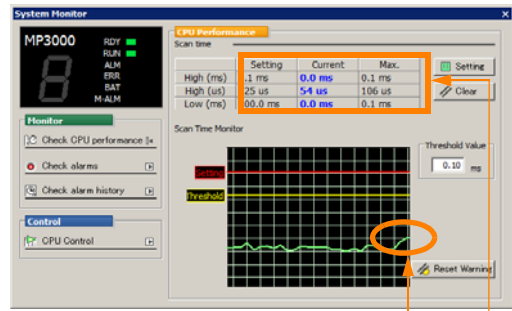 System Monitor
x
MP3000
RDY
RUN
ALM
ERR
BAT
M-ALM
8
Monitor
Check CPU performance
Check alarms
Check alarm history
Control
CPU Control
CPU Performance
Scan time
Setting Current Max.
High (ms) .1 ms 0.0 ms 0.1 ms
High (us) 25 us 54 us 106 us
Low (ms) 00.0 ms 0.0 ms 0.1 ms
Setting
Clear
Scan Time Monitor
Setting
Threshold
Threshold Value
0.10 ms
Reset Warning